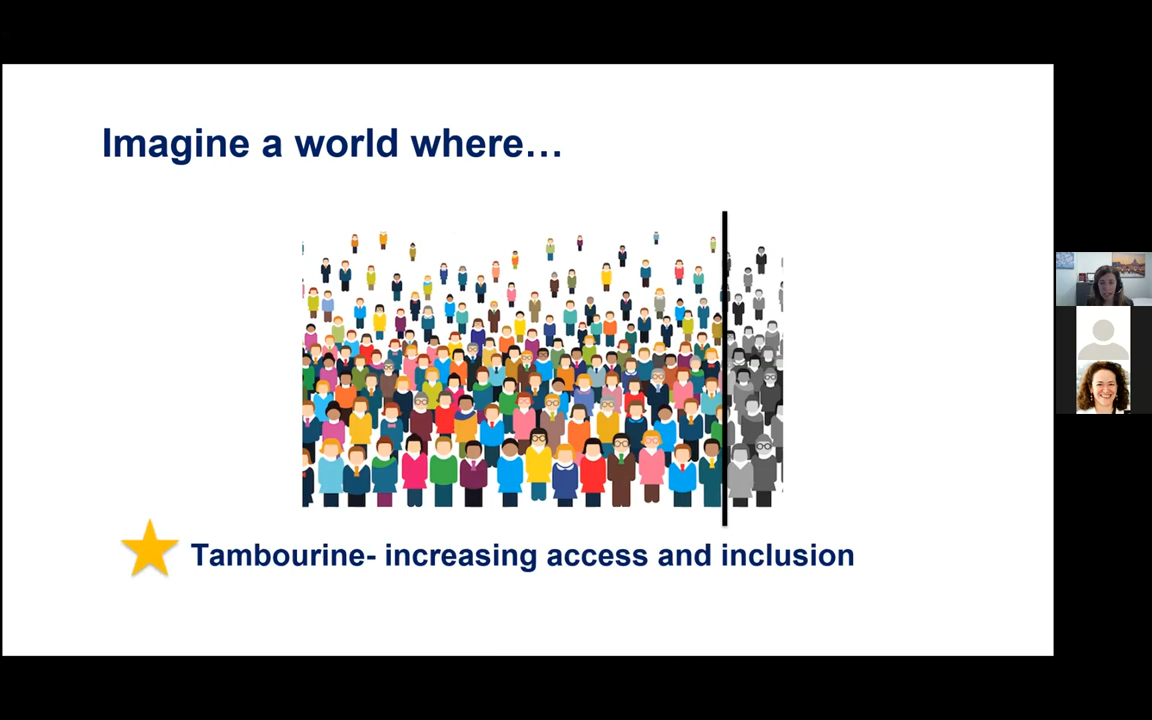 Imagine a world where…
Tambourine- increasing access and inclusion